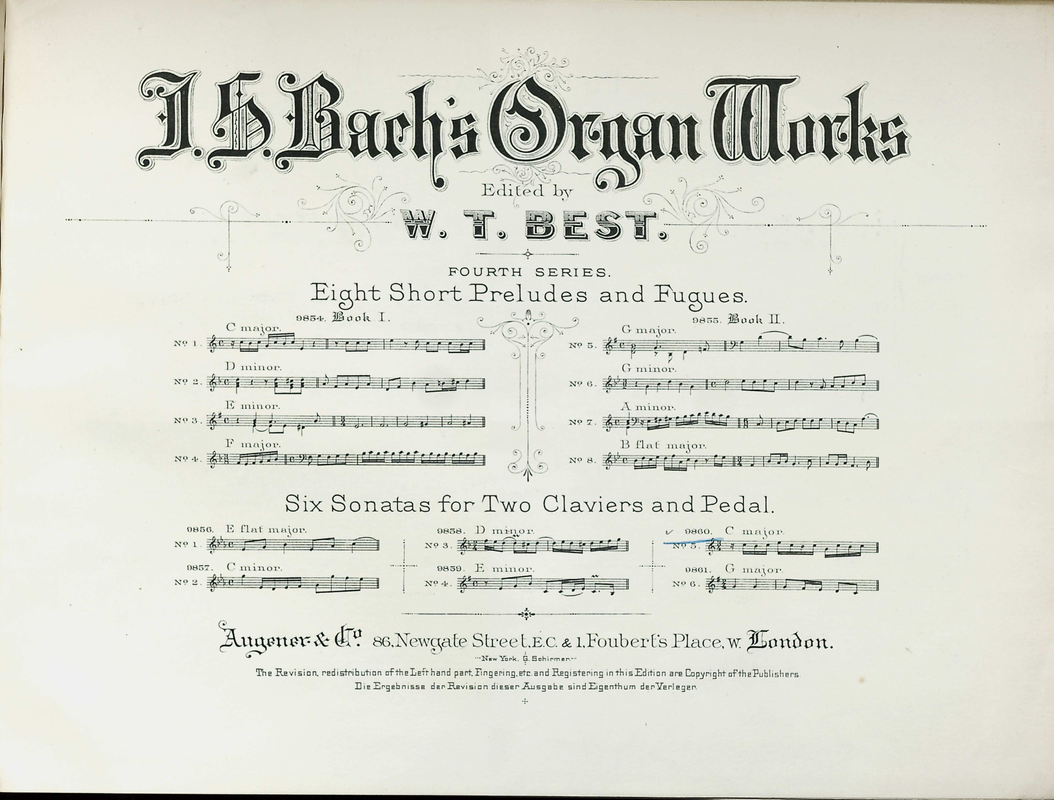 J. S. Bach's Organ Works
Edited by
W. T. BEST.
FOURTH SERIES.
Eight Short Preludes and Fugues.
9854. Book I.
C major.
Nº 1.
D minor.
Nº 2.
E minor.
Nº 3.
F major.
Nº 4.
9855. Book II.
G major.
Nº 5.
G minor.
Nº 6.
A minor.
Nº 7.
B flat major.
Nº 8.
Six Sonatas for Two Claviers and Pedal.
9856. E flat major.
Nº 1.
9857. C minor.
Nº 2.
9858. D minor.
Nº 3.
9859. E minor.
Nº 4.
9860. C major.
Nº 5.
9861. G major.
Nº 6.
Augener & Cº 86, Newgate Street, E.C. & 1, Foubert's Place, W. London.
New York, G. Schirmer.
The Revision, redistribution of the Left hand part, Fingering, etc. and Registering in this Edition are Copyright of the Publishers.
Die Ergebnisse der Revision dieser Ausgabe sind Eigenthum der Verleger.